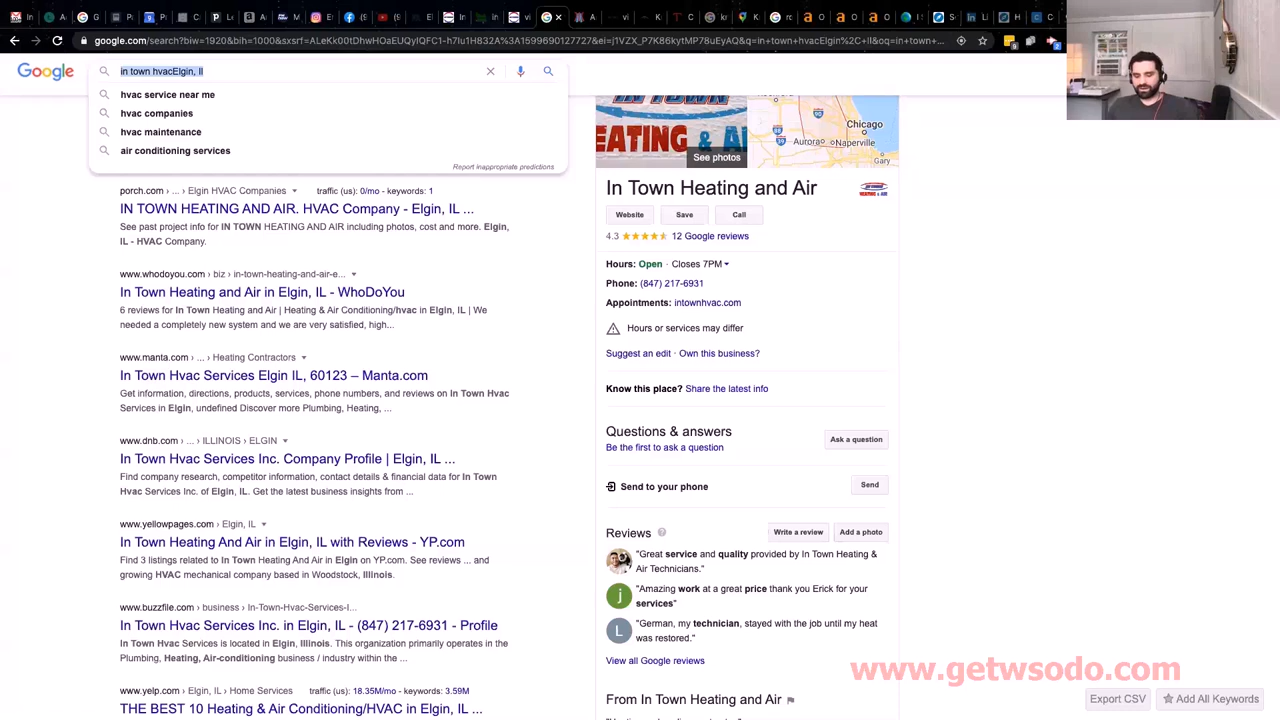 google.com/search?biw=1920&bih=1000&sxsrf=ALeKk00tDhwHOaEUQyIQFC1-h7Iu1H832A%3A1599690127727&ei=j1VZX_P7K86kytMP78uEyAQ&q=in+town+hvacElgin%2C+il&oq=in+town+...
Google
in town hvacElgin, Il
hvac service near me
hvac companies
hvac maintenance
air conditioning services
Report inappropriate predictions
porch.com › ... › Elgin HVAC Companies traffic (us): 0/mo - keywords: 1
IN TOWN HEATING AND AIR. HVAC Company - Elgin, IL ...
See past project info for IN TOWN HEATING AND AIR including photos, cost and more. Elgin,
IL - HVAC Company.
www.whodoyou.com › biz › in-town-heating-and-air-e...
In Town Heating and Air in Elgin, IL - WhoDoYou
6 reviews for In Town Heating and Air | Heating & Air Conditioning/hvac in Elgin, IL | We
needed a completely new system and we are very satisfied, high...
www.manta.com › ... › Heating Contractors
In Town Hvac Services Elgin IL, 60123 – Manta.com
Get information, directions, products, services, phone numbers, and reviews on In Town Hvac
Services in Elgin, undefined Discover more Plumbing, Heating, ...
www.dnb.com › ... › ILLINOIS › ELGIN
In Town Hvac Services Inc. Company Profile | Elgin, IL ...
Find company research, competitor information, contact details & financial data for In Town
Hvac Services Inc. of Elgin, IL. Get the latest business insights from ...
www.yellowpages.com › Elgin, IL
In Town Heating And Air in Elgin, IL with Reviews - YP.com
Find 3 listings related to In Town Heating And Air in Elgin on YP.com. See reviews ... and
growing HVAC mechanical company based in Woodstock, Illinois.
www.buzzfile.com › business › In-Town-Hvac-Services-I...
In Town Hvac Services Inc. in Elgin, IL - (847) 217-6931 - Profile
In Town Hvac Services is located in Elgin, Illinois. This organization primarily operates in the
Plumbing, Heating, Air-conditioning business / industry within the ...
www.yelp.com › Elgin, IL › Home Services traffic (us): 18.35M/mo - keywords: 3.59M
THE BEST 10 Heating & Air Conditioning/HVAC in Elgin, IL ...
IN TOWN
HEATING & AI
See photos
Chicago
Aurora
Naperville
Gary
88
90
39
55
In Town Heating and Air
Website
Save
Call
4.3 12 Google reviews
Hours: Open · Closes 7PM
Phone: (847) 217-6931
Appointments: intownhvac.com
Hours or services may differ
Suggest an edit · Own this business?
Know this place? Share the latest info
Questions & answers
Be the first to ask a question
Ask a question
Send to your phone
Send
Reviews
Write a review
Add a photo
"Great service and quality provided by In Town Heating &
Air Technicians."
j
"Amazing work at a great price thank you Erick for your
services"
L
"German, my technician, stayed with the job until my heat
was restored."
View all Google reviews
From In Town Heating and Air
www.getwsodo.com
Export CSV
Add All Keywords